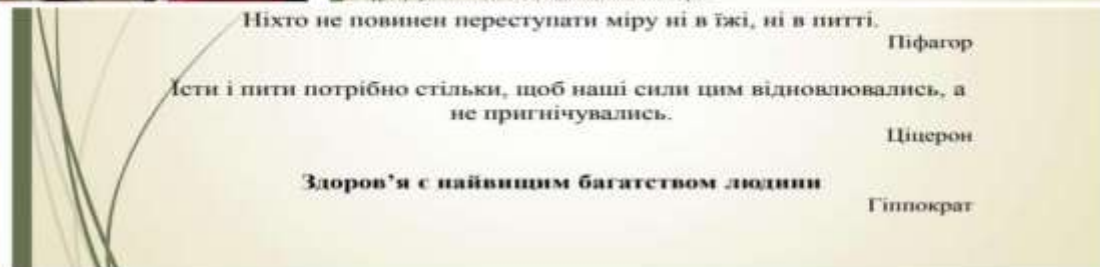 Ніхто не повинен переступати міру ні в їжі, ні в питті.
Піфагор
Їсти і пити потрібно стільки, щоб наші сили цим відновлювались, а
не пригнічувались.
Ціцерон
Здоров’я є найвищим багатством людини
Гіппократ